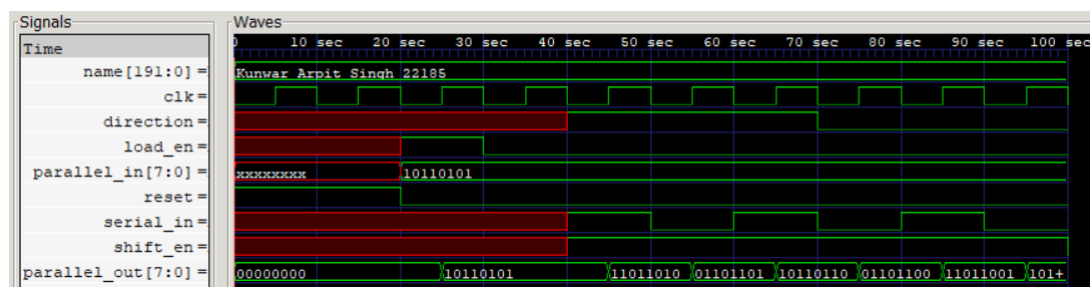 Signals
Waves
Time
10 sec 20 sec 30 sec 40 sec 50 sec 60 sec 70 sec 80 sec 90 sec 100 sec
name[191:0] = Kunwar Arpit Singh 22185
clk =
direction =
load_en =
parallel_in[7:0] = xxxxxxxx 10110101
reset =
serial_in =
shift_en =
parallel_out[7:0] = 00000000 10110101 11011010 01101101 10110110 01101100 11011001 101+